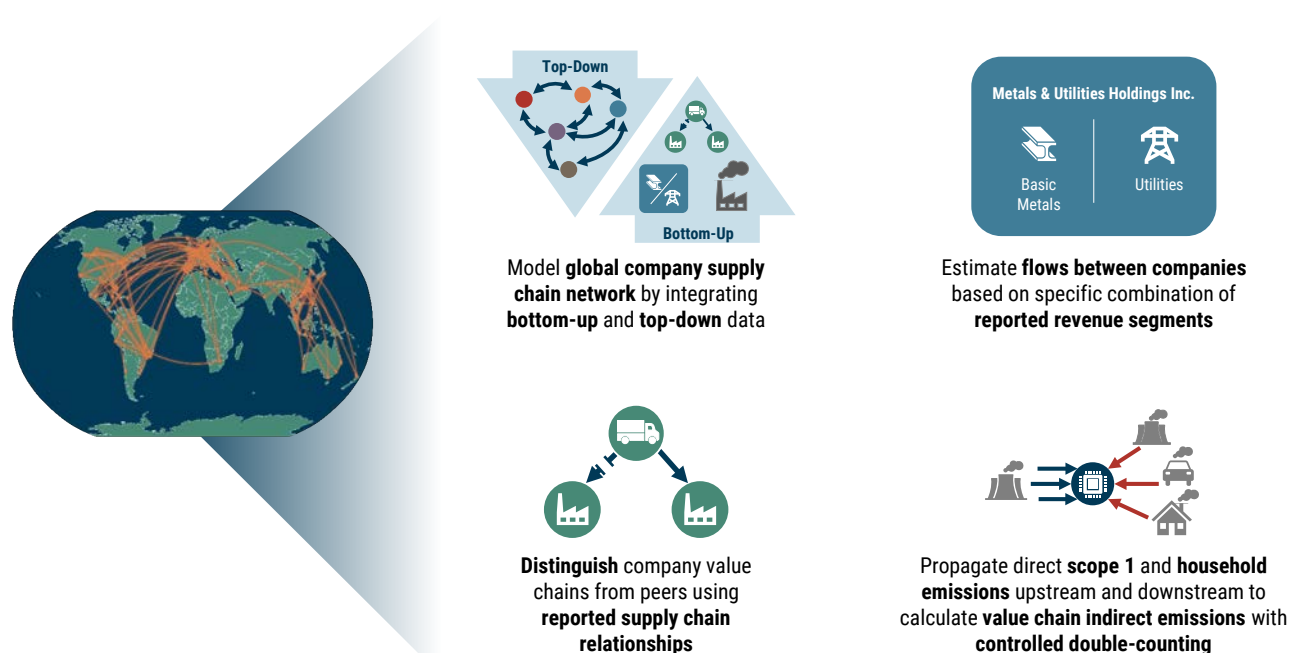 Top-Down
Bottom-Up
Model global company supply
chain network by integrating
bottom-up and top-down data
Metals & Utilities Holdings Inc.
Basic
Metals
Utilities
Estimate flows between companies
based on specific combination of
reported revenue segments
Distinguish company value
chains from peers using
reported supply chain
relationships
Propagate direct scope 1 and household
emissions upstream and downstream to
calculate value chain indirect emissions with
controlled double-counting